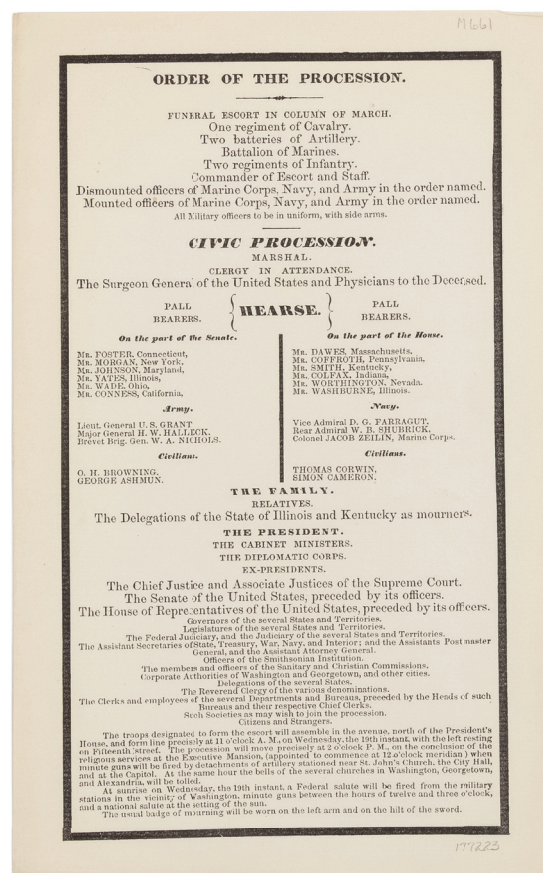 M661
ORDER OF THE PROCESSION.
FUNERAL ESCORT IN COLUMN OF MARCH.
One regiment of Cavalry.
Two batteries of Artillery.
Battalion of Marines.
Two regiments of Infantry.
Commander of Escort and Staff.
Dismounted officers of Marine Corps, Navy, and Army in the order named.
Mounted officers of Marine Corps, Navy, and Army in the order named.
All Military officers to be in uniform, with side arms.
CIVIC PROCESSION.
MARSHAL.
CLERGY IN ATTENDANCE.
The Surgeon General of the United States and Physicians to the Deceased.
PALL BEARERS.
HEARSE.
PALL BEARERS.
On the part of the Senate.
Mr. FOSTER, Connecticut,
Mr. MORGAN, New York,
Mr. JOHNSON, Maryland,
Mr. YATES, Illinois,
Mr. WADE, Ohio,
Mr. CONNESS, California,
Army.
Lieut. General U. S. GRANT
Major General H. W. HALLECK,
Brevet Brig. Gen. W. A. NICHOLS.
Civilians.
O. H. BROWNING,
GEORGE ASHMUN.
On the part of the House.
Mr. DAWES, Massachusetts,
Mr. COFFROTH, Pennsylvania,
Mr. SMITH, Kentucky,
Mr. COLFAX, Indiana,
Mr. WORTHINGTON, Nevada.
Mr. WASHBURNE, Illinois.
Navy.
Vice Admiral D. G. FARRAGUT,
Rear Admiral W. B. SHUBRICK,
Colonel JACOB ZEILIN, Marine Corps.
Civilians.
THOMAS CORWIN,
SIMON CAMERON.
THE FAMILY.
RELATIVES.
The Delegations of the State of Illinois and Kentucky as mourners.
THE PRESIDENT.
THE CABINET MINISTERS.
THE DIPLOMATIC CORPS.
EX-PRESIDENTS.
The Chief Justice and Associate Justices of the Supreme Court.
The Senate of the United States, preceded by its officers.
The House of Representatives of the United States, preceded by its officers.
Governors of the several States and Territories.
Legislatures of the several States and Territories.
The Federal Judiciary, and the Judiciary of the several States and Territories.
The Assistant Secretaries of State, Treasury, War, Navy, and Interior; and the Assistants Postmaster
General, and the Assistant Attorney General.
Officers of the Smithsonian Institution.
The members and officers of the Sanitary and Christian Commissions.
Corporate Athorities of Washington and Georgetown, and other cities.
Delegations of the several States.
The Reverend Clergy of the various denominations.
The Clerks and employees of the several Departments and Bureaus, preceded by the Heads of such
Bureaus and their respective Chief Clerks.
Such Societies as may wish to join the procession.
Citizens and Strangers.
The troops designated to form the escort will assemble in the avenue, north of the President's
House, and form line precisely at 11 o'clock A. M., on Wednesday, the 19th instant, with the left resting
on Fifteenth street. The procession will move precisely at 2 o'clock P. M., on the conclusion of the
religious services at the Executive Mansion, (appointed to commence at 12 o'clock meridian) when
minute guns will be fired by detachments of artillery stationed near St. John's Church, the City Hall,
and at the Capitol. At the same hour the bells of the several churches in Washington, Georgetown,
and Alexandria, will be tolled.
At sunrise on Wednesday, the 19th instant, a Federal salute will be fired from the military
stations in the vicinity of Washington, minute guns between the hours of twelve and three o'clock,
and a national salute at the setting of the sun.
The usual badge of mourning will be worn on the left arm and on the hilt of the sword.